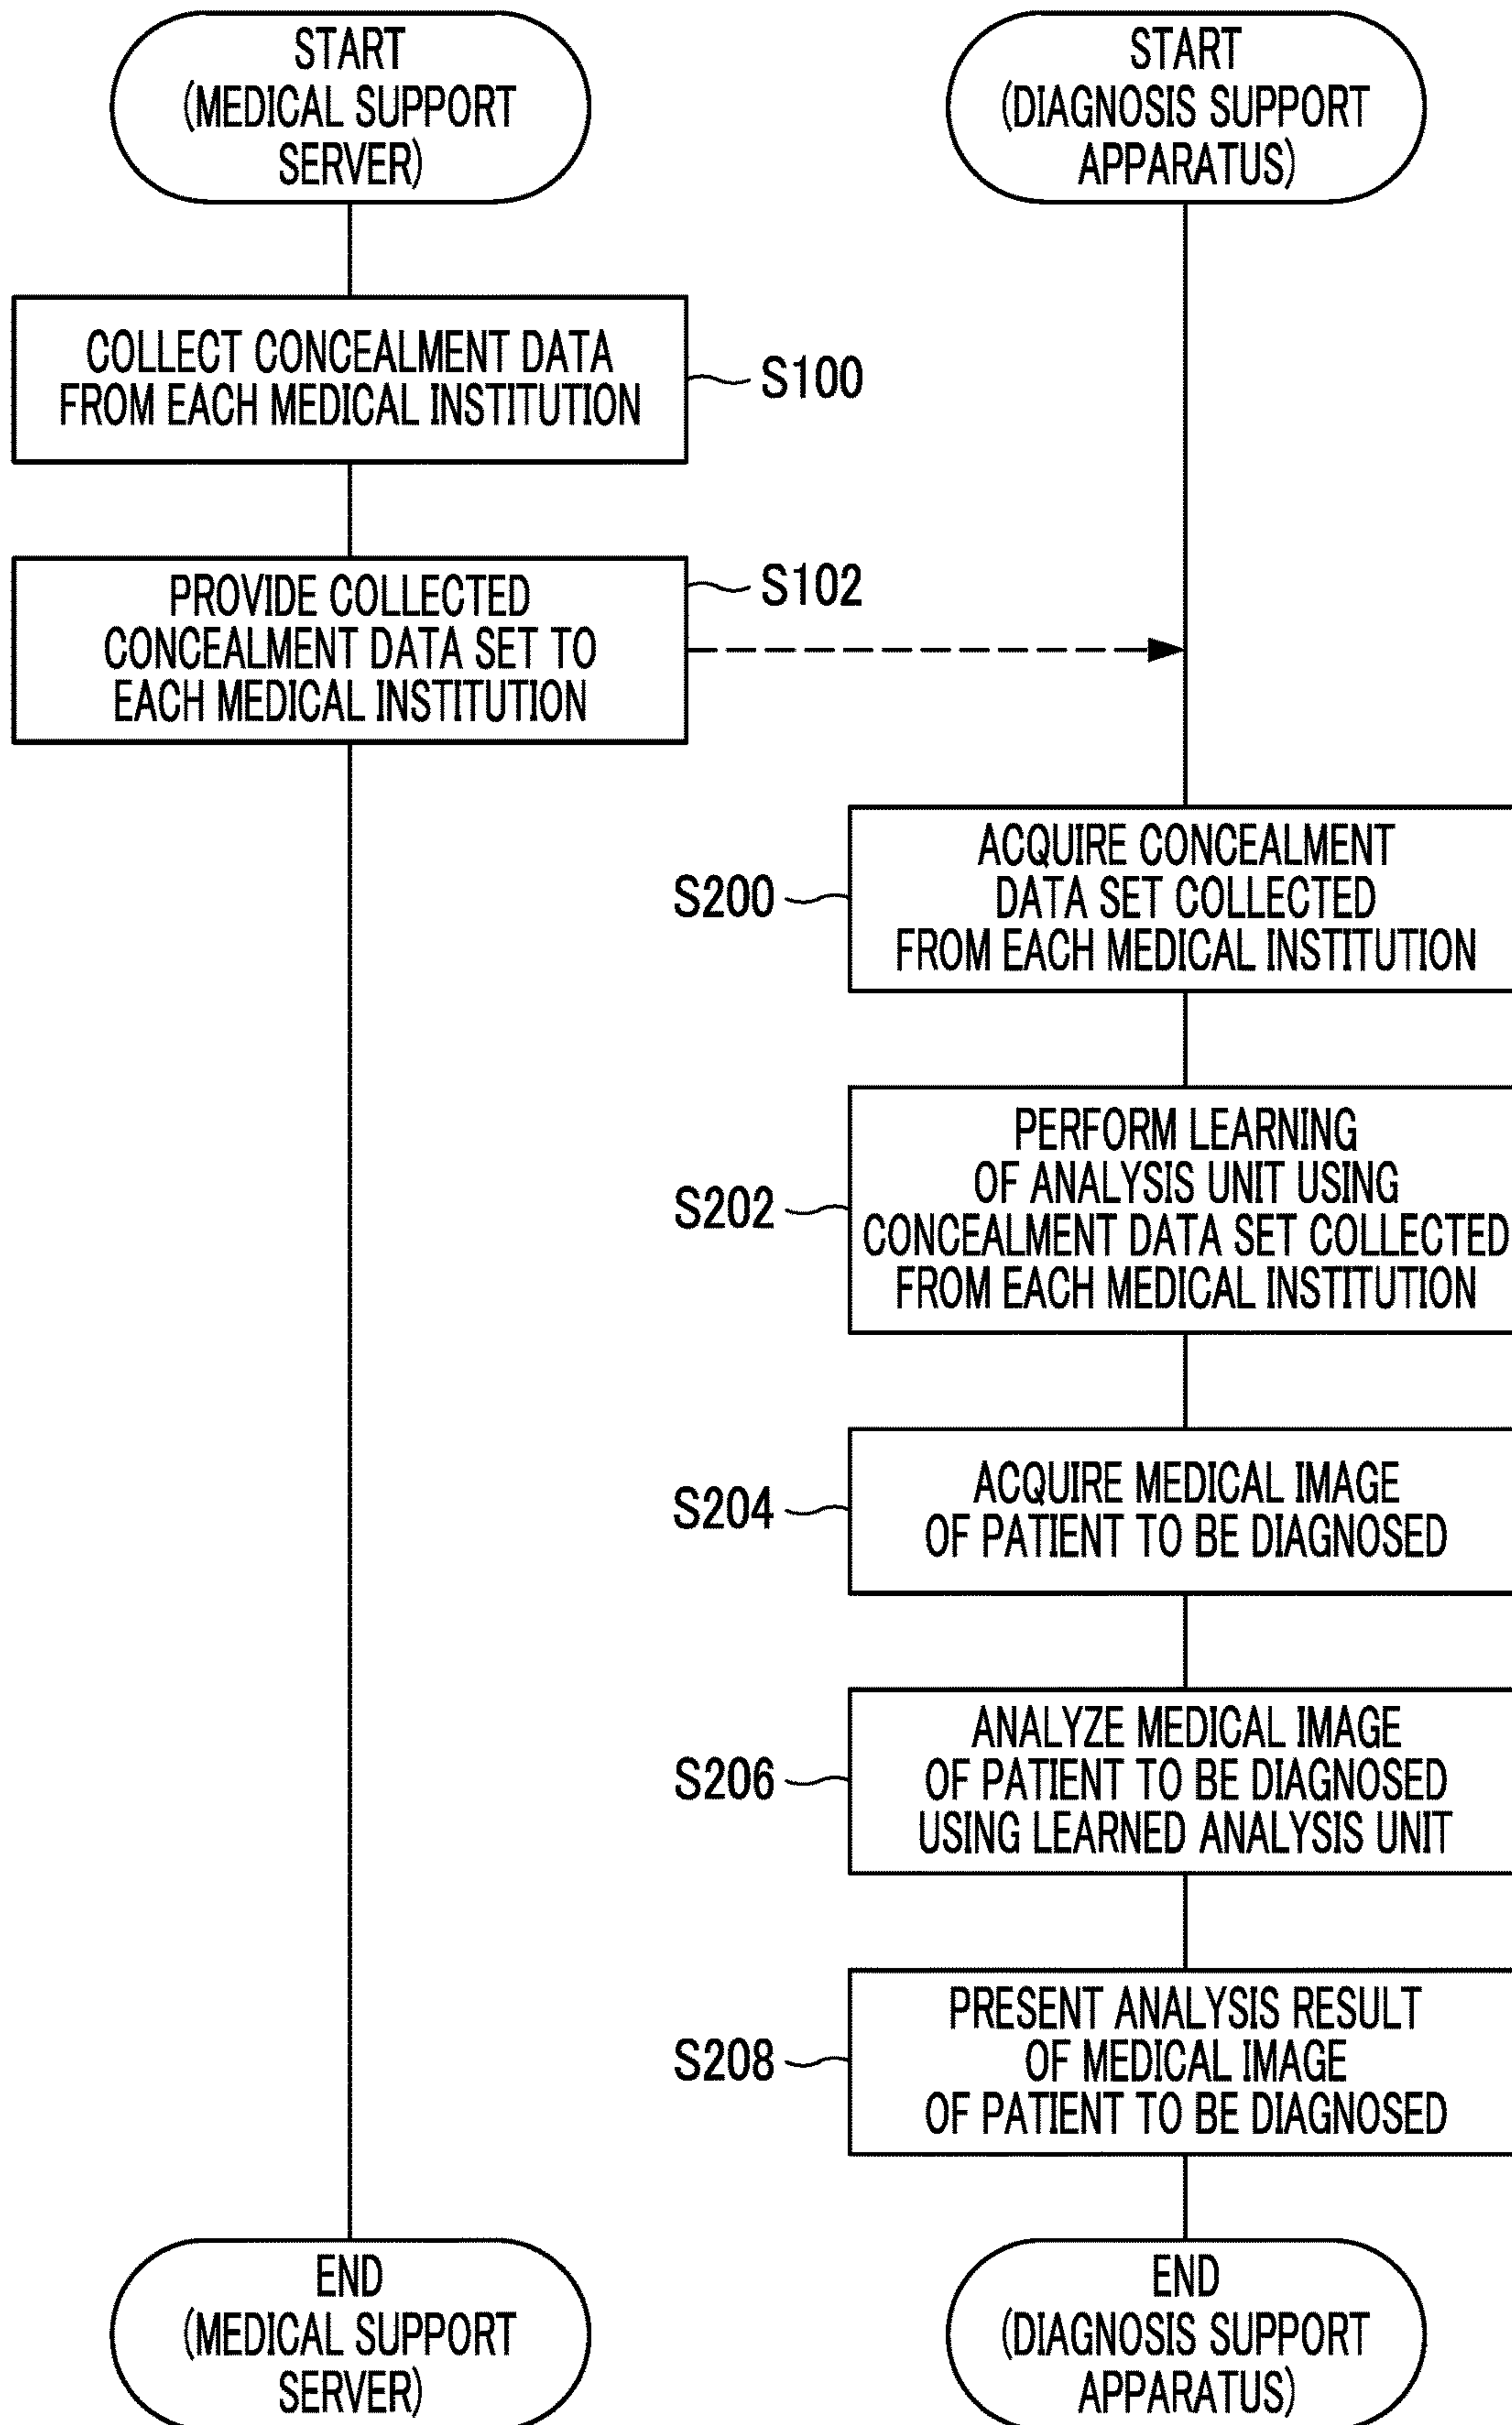 START
(MEDICAL SUPPORT
SERVER)
START
(DIAGNOSIS SUPPORT
APPARATUS)
COLLECT CONCEALMENT DATA
FROM EACH MEDICAL INSTITUTION
S100
PROVIDE COLLECTED
CONCEALMENT DATA SET TO
EACH MEDICAL INSTITUTION
S102
S200
ACQUIRE CONCEALMENT
DATA SET COLLECTED
FROM EACH MEDICAL INSTITUTION
S202
PERFORM LEARNING
OF ANALYSIS UNIT USING
CONCEALMENT DATA SET COLLECTED
FROM EACH MEDICAL INSTITUTION
S204
ACQUIRE MEDICAL IMAGE
OF PATIENT TO BE DIAGNOSED
S206
ANALYZE MEDICAL IMAGE
OF PATIENT TO BE DIAGNOSED
USING LEARNED ANALYSIS UNIT
S208
PRESENT ANALYSIS RESULT
OF MEDICAL IMAGE
OF PATIENT TO BE DIAGNOSED
END
(MEDICAL SUPPORT
SERVER)
END
(DIAGNOSIS SUPPORT
APPARATUS)